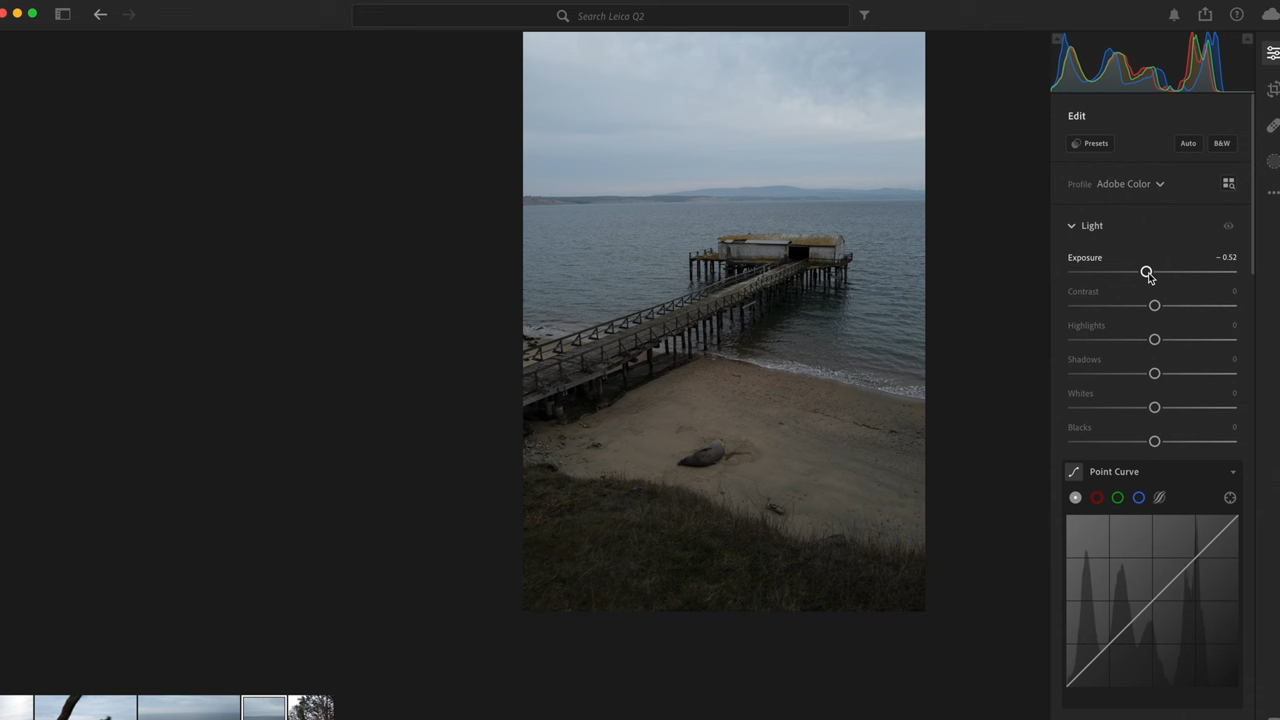 Search Leica Q2
Edit
Presets
Auto
B&W
Profile Adobe Color
Light
Exposure − 0.52
Contrast 0
Highlights 0
Shadows 0
Whites 0
Blacks 0
Point Curve